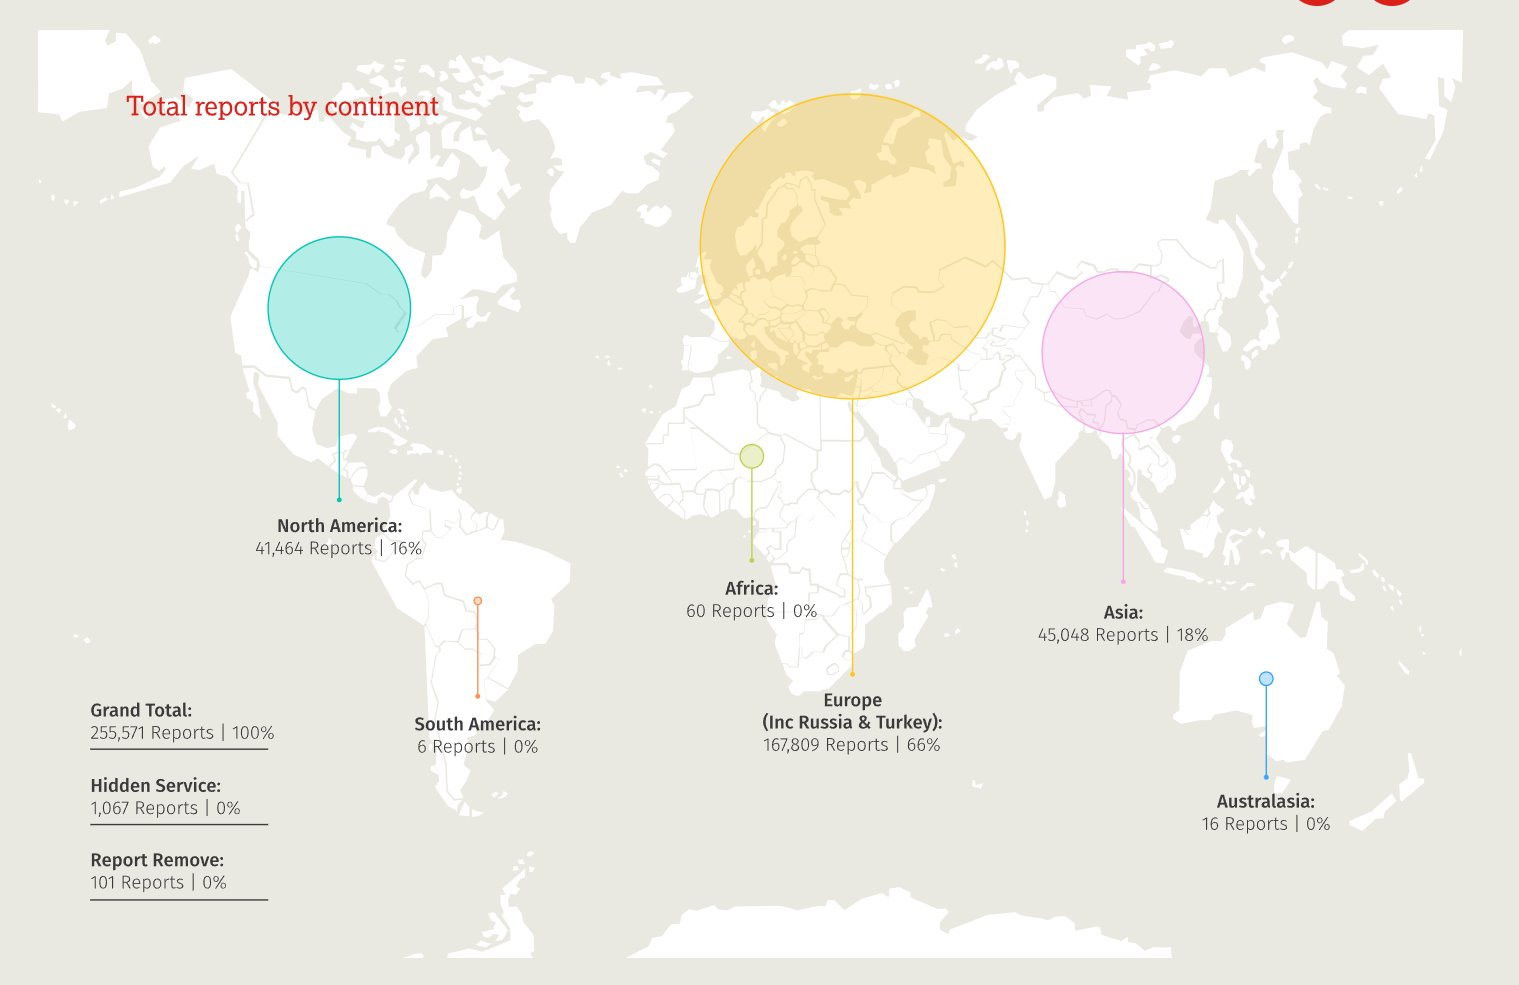 Total reports by continent
North America:
41,464 Reports | 16%
Africa:
60 Reports | 0%
Asia:
45,048 Reports | 18%
Europe
(Inc Russia & Turkey):
167,809 Reports | 66%
South America:
6 Reports | 0%
Australasia:
16 Reports | 0%
Grand Total:
255,571 Reports | 100%
Hidden Service:
1,067 Reports | 0%
Report Remove:
101 Reports | 0%